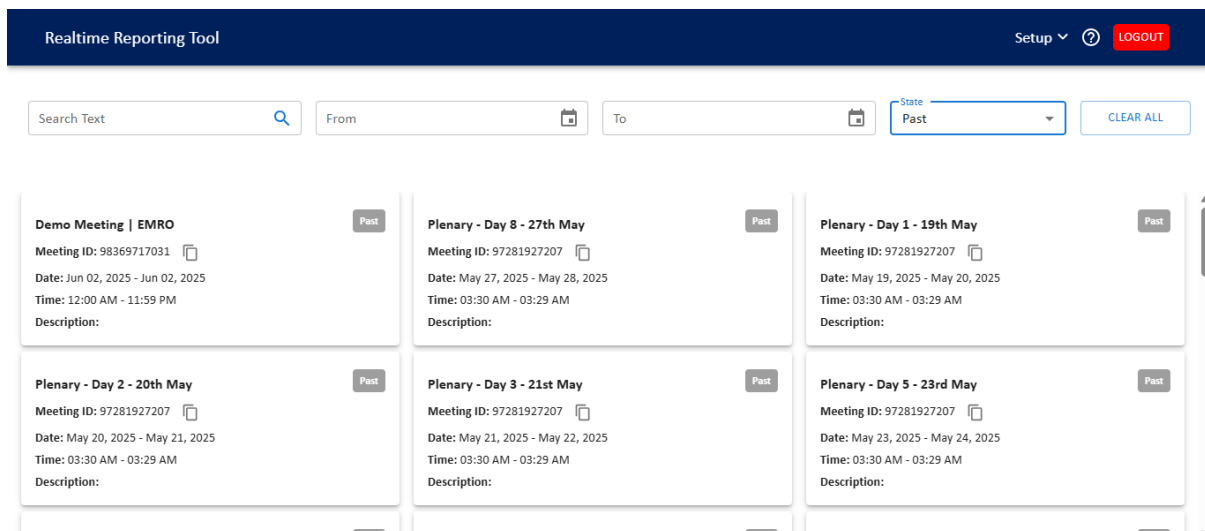 Realtime Reporting Tool
Setup
LOGOUT
Search Text
From
To
State
Past
CLEAR ALL
Demo Meeting | EMRO
Past
Meeting ID: 98369717031
Date: Jun 02, 2025 - Jun 02, 2025
Time: 12:00 AM - 11:59 PM
Description:
Plenary - Day 8 - 27th May
Past
Meeting ID: 97281927207
Date: May 27, 2025 - May 28, 2025
Time: 03:30 AM - 03:29 AM
Description:
Plenary - Day 1 - 19th May
Past
Meeting ID: 97281927207
Date: May 19, 2025 - May 20, 2025
Time: 03:30 AM - 03:29 AM
Description:
Plenary - Day 2 - 20th May
Past
Meeting ID: 97281927207
Date: May 20, 2025 - May 21, 2025
Time: 03:30 AM - 03:29 AM
Description:
Plenary - Day 3 - 21st May
Past
Meeting ID: 97281927207
Date: May 21, 2025 - May 22, 2025
Time: 03:30 AM - 03:29 AM
Description:
Plenary - Day 5 - 23rd May
Past
Meeting ID: 97281927207
Date: May 23, 2025 - May 24, 2025
Time: 03:30 AM - 03:29 AM
Description: